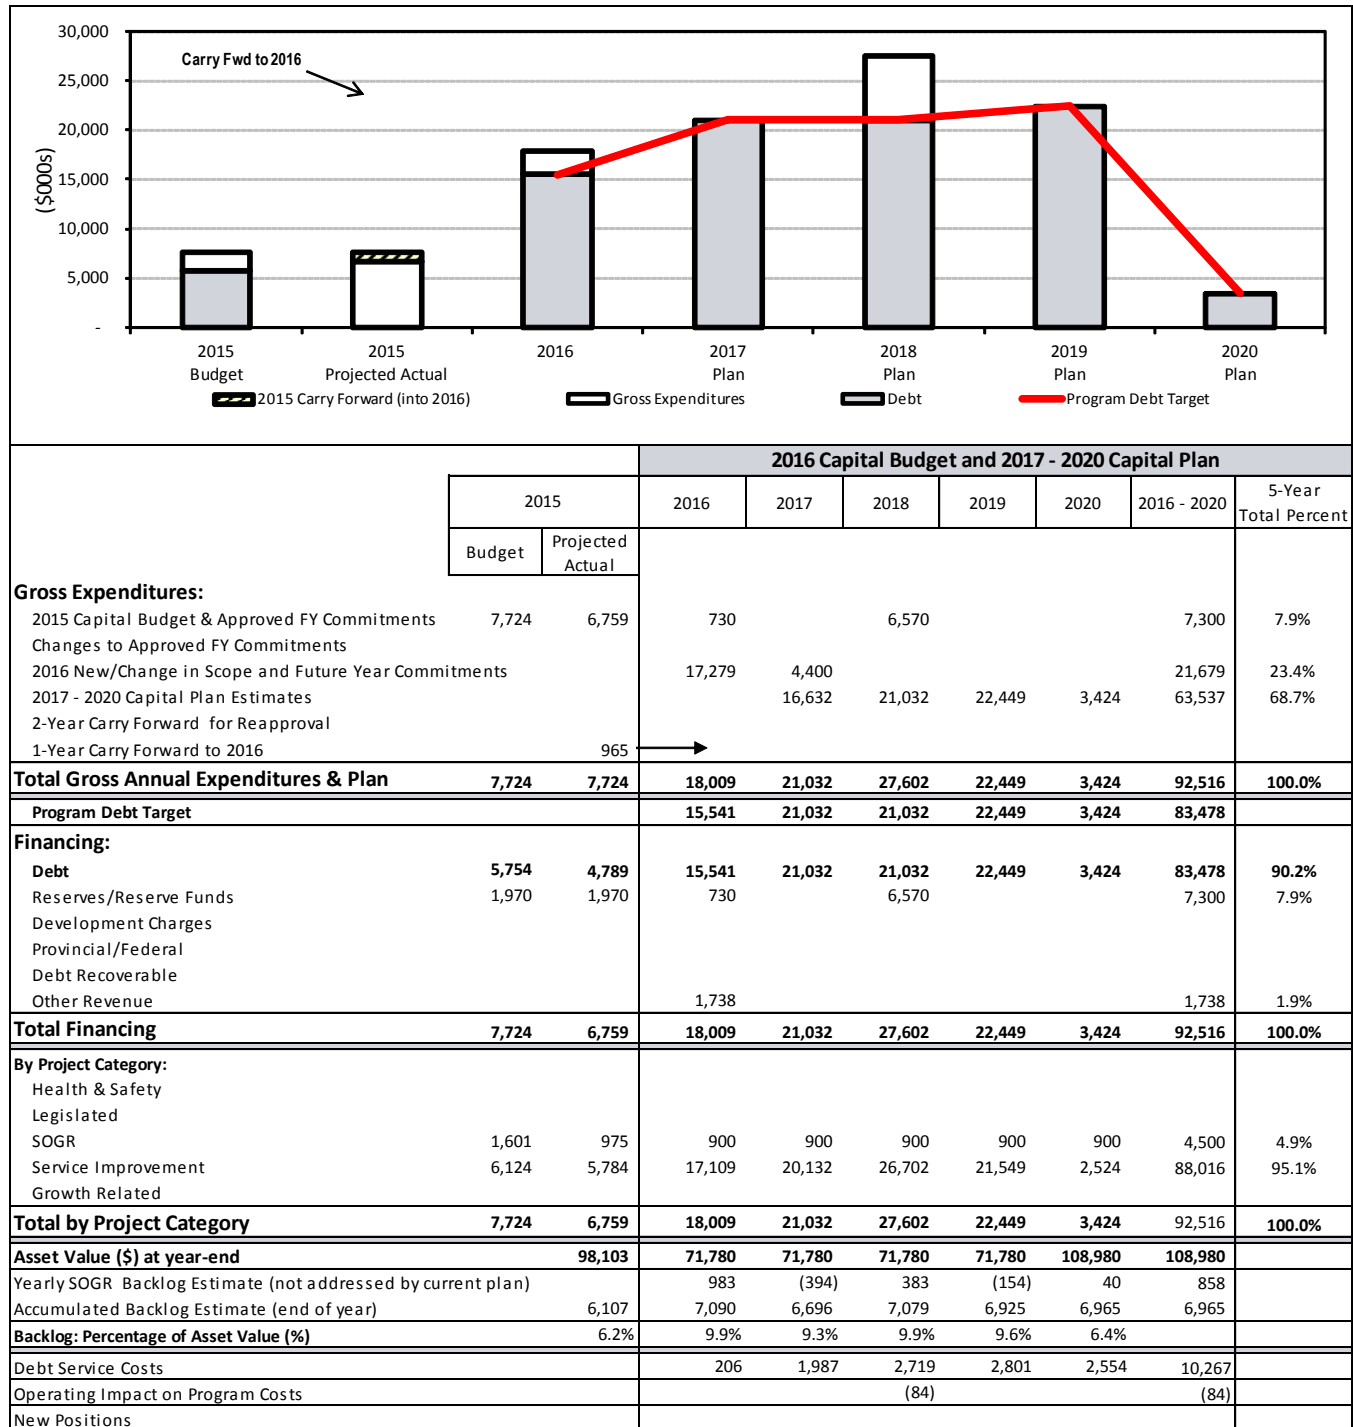 30,000
Carry Fwd to 2016
25,000
20,000
15,000
10,000
5,000
-
($000s)
2015 2015 2016 2017 2018 2019 2020
Budget Projected Actual Plan Plan Plan Plan
2015 Carry Forward (into 2016) Gross Expenditures Debt Program Debt Target
2016 Capital Budget and 2017 - 2020 Capital Plan
2015 2016 2017 2018 2019 2020 2016 - 2020 5-Year Total Percent
Budget Projected Actual
Gross Expenditures:
2015 Capital Budget & Approved FY Commitments 7,724 6,759 730 6,570 7,300 7.9%
Changes to Approved FY Commitments
2016 New/Change in Scope and Future Year Commitments 17,279 4,400 21,679 23.4%
2017 - 2020 Capital Plan Estimates 16,632 21,032 22,449 3,424 63,537 68.7%
2-Year Carry Forward for Reapproval
1-Year Carry Forward to 2016 965
Total Gross Annual Expenditures & Plan 7,724 7,724 18,009 21,032 27,602 22,449 3,424 92,516 100.0%
Program Debt Target 15,541 21,032 21,032 22,449 3,424 83,478
Financing:
Debt 5,754 4,789 15,541 21,032 21,032 22,449 3,424 83,478 90.2%
Reserves/Reserve Funds 1,970 1,970 730 6,570 7,300 7.9%
Development Charges
Provincial/Federal
Debt Recoverable
Other Revenue 1,738 1,738 1.9%
Total Financing 7,724 6,759 18,009 21,032 27,602 22,449 3,424 92,516 100.0%
By Project Category:
Health & Safety
Legislated
SOGR 1,601 975 900 900 900 900 900 4,500 4.9%
Service Improvement 6,124 5,784 17,109 20,132 26,702 21,549 2,524 88,016 95.1%
Growth Related
Total by Project Category 7,724 6,759 18,009 21,032 27,602 22,449 3,424 92,516 100.0%
Asset Value ($) at year-end 98,103 71,780 71,780 71,780 71,780 108,980 108,980
Yearly SOGR Backlog Estimate (not addressed by current plan) 983 (394) 383 (154) 40 858
Accumulated Backlog Estimate (end of year) 6,107 7,090 6,696 7,079 6,925 6,965 6,965
Backlog: Percentage of Asset Value (%) 6.2% 9.9% 9.3% 9.9% 9.6% 6.4%
Debt Service Costs 206 1,987 2,719 2,801 2,554 10,267
Operating Impact on Program Costs (84) (84)
New Positions